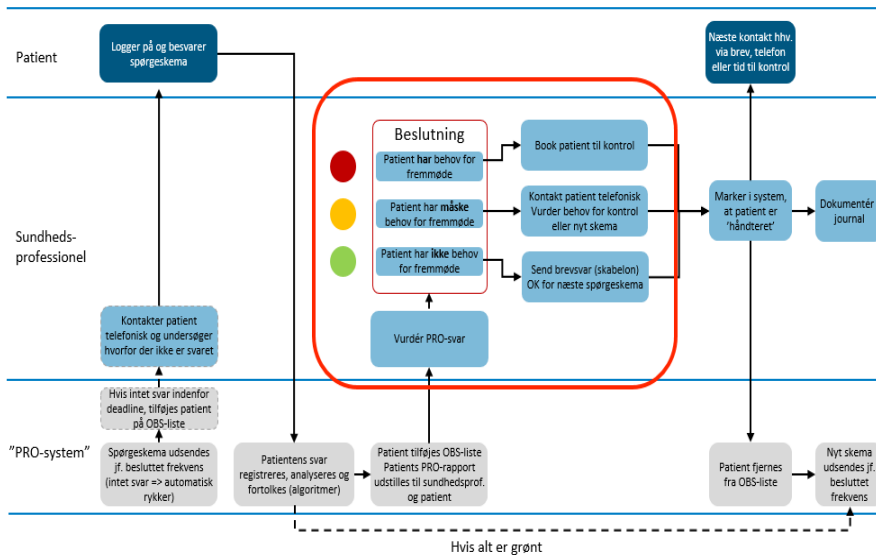 Patient
Logger på og besvarer
spørgeskema
Næste kontakt hhv.
via brev, telefon
eller tid til kontrol
Sundheds-
professionel
Beslutning
Patient har behov for
fremmøde
Patient har måske
behov for fremmøde
Patient har ikke behov
for fremmøde
Book patient til kontrol
Kontakt patient telefonisk
Vurder behov for kontrol
eller nyt skema
Send brevsvar (skabelon)
OK for næste spørgeskema
Marker i system,
at patient er
'håndteret'
Dokumentér i
journal
Kontakter patient
telefonisk og undersøger
hvorfor der ikke er svaret
Vurdér PRO-svar
"PRO-system"
Hvis intet svar indenfor
deadline, tilføjes patient
på OBS-liste
Spørgeskema udsendes
jf. besluttet frekvens
(intet svar => automatisk
rykker)
Patientens svar
registreres, analyseres og
fortolkes (algoritmer)
Patient tilføjes OBS-liste
Patients PRO-rapport
udstilles til sundhedsprof.
og patient
Patient fjernes
fra OBS-liste
Nyt skema
udsendes jf.
besluttet
frekvens
Hvis alt er grønt